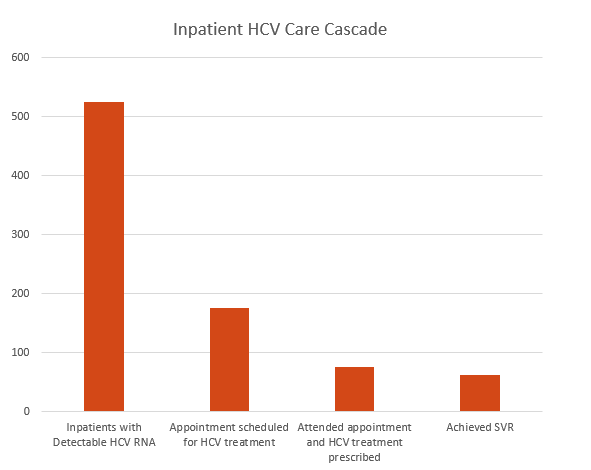 Inpatient HCV Care Cascade
600
500
400
300
200
100
0
Inpatients with
Detectable HCV RNA
Appointment scheduled
for HCV treatment
Attended appointment
and HCV treatment
prescribed
Achieved SVR